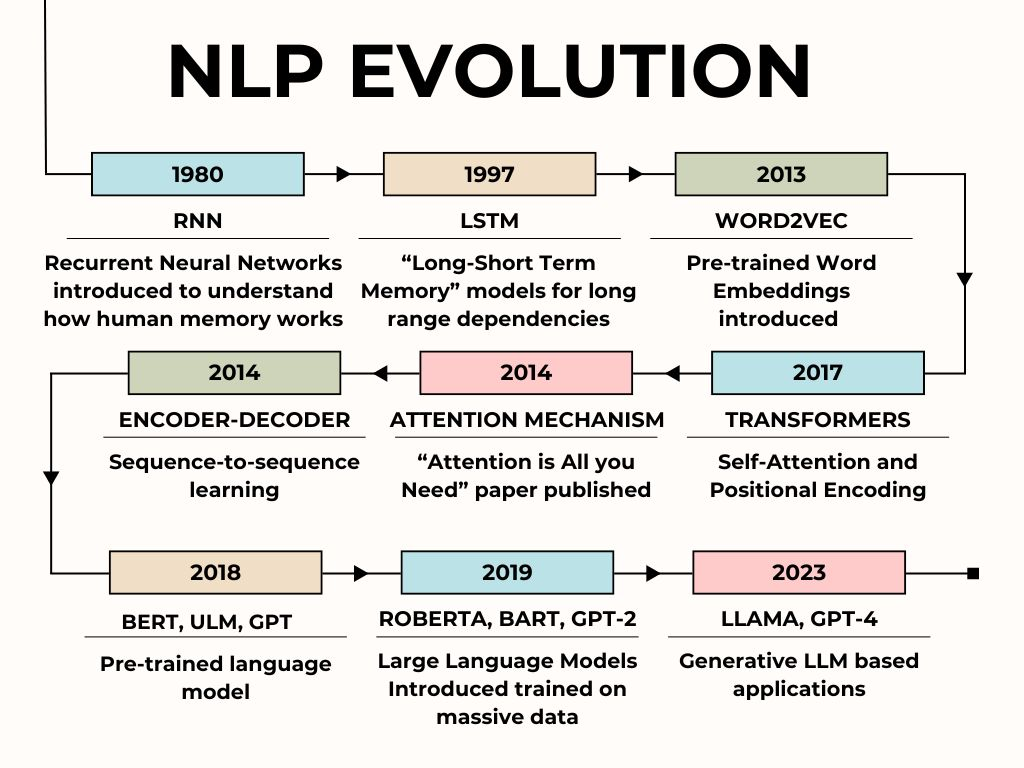 NLP EVOLUTION
1980
RNN
Recurrent Neural Networks
introduced to understand
how human memory works
1997
LSTM
“Long-Short Term
Memory” models for long
range dependencies
2013
WORD2VEC
Pre-trained Word
Embeddings
introduced
2017
TRANSFORMERS
Self-Attention and
Positional Encoding
2014
ATTENTION MECHANISM
“Attention is All you
Need” paper published
2014
ENCODER-DECODER
Sequence-to-sequence
learning
2018
BERT, ULM, GPT
Pre-trained language
model
2019
ROBERTA, BART, GPT-2
Large Language Models
Introduced trained on
massive data
2023
LLAMA, GPT-4
Generative LLM based
applications